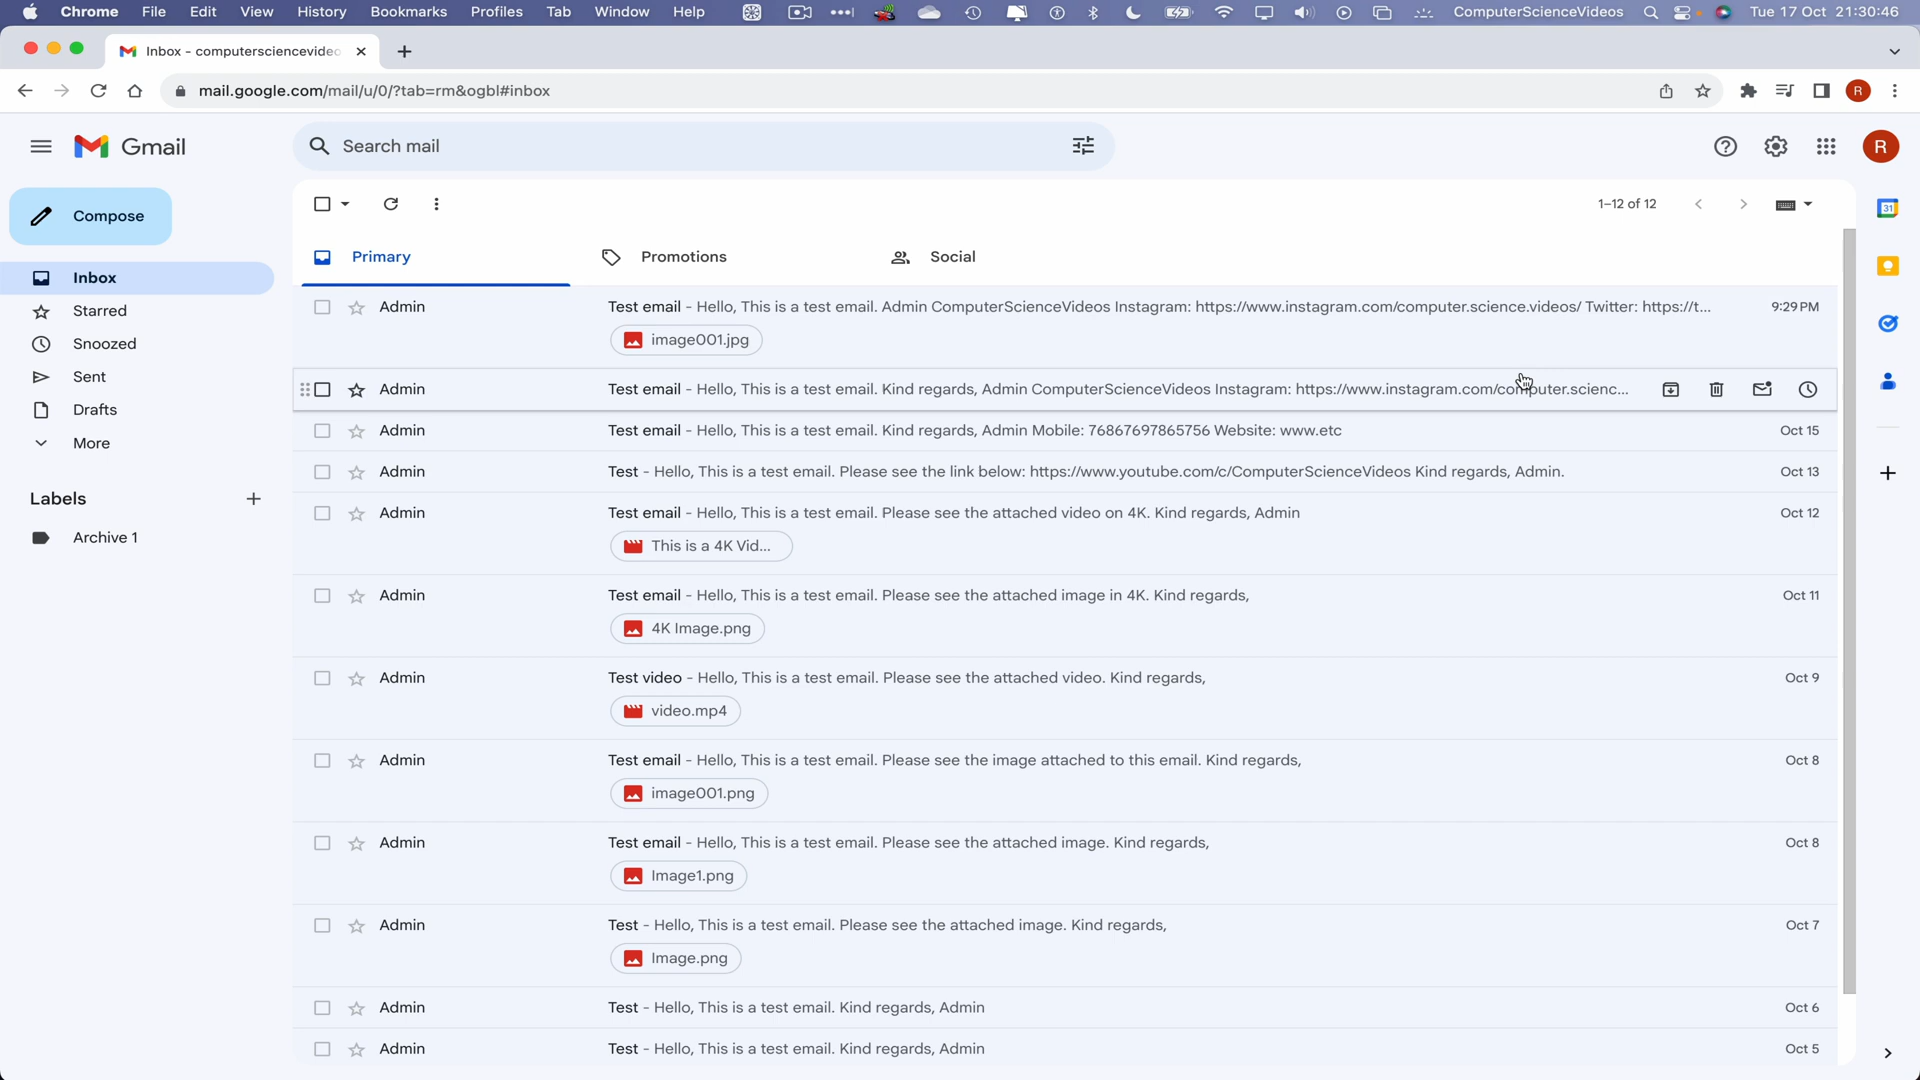 Chrome File Edit View History Bookmarks Profiles Tab Window Help ComputerScienceVideos Tue 17 Oct 21:30:46
Inbox - computersciencevideo
mail.google.com/mail/u/0/?tab=rm&ogbl#inbox R
Gmail Search mail R
Compose
Inbox
Starred
Snoozed
Sent
Drafts
More
Labels
Archive 1
1–12 of 12
Primary Promotions Social
Admin Test email - Hello, This is a test email. Admin ComputerScienceVideos Instagram: https://www.instagram.com/computer.science.videos/ Twitter: https://t... 9:29 PM
image001.jpg
Admin Test email - Hello, This is a test email. Kind regards, Admin ComputerScienceVideos Instagram: https://www.instagram.com/computer.scienc...
Admin Test email - Hello, This is a test email. Kind regards, Admin Mobile: 76867697865756 Website: www.etc Oct 15
Admin Test - Hello, This is a test email. Please see the link below: https://www.youtube.com/c/ComputerScienceVideos Kind regards, Admin. Oct 13
Admin Test email - Hello, This is a test email. Please see the attached video on 4K. Kind regards, Admin Oct 12
This is a 4K Vid...
Admin Test email - Hello, This is a test email. Please see the attached image in 4K. Kind regards, Oct 11
4K Image.png
Admin Test video - Hello, This is a test email. Please see the attached video. Kind regards, Oct 9
video.mp4
Admin Test email - Hello, This is a test email. Please see the image attached to this email. Kind regards, Oct 8
image001.png
Admin Test email - Hello, This is a test email. Please see the attached image. Kind regards, Oct 8
Image1.png
Admin Test - Hello, This is a test email. Please see the attached image. Kind regards, Oct 7
Image.png
Admin Test - Hello, This is a test email. Kind regards, Admin Oct 6
Admin Test - Hello, This is a test email. Kind regards, Admin Oct 5
31